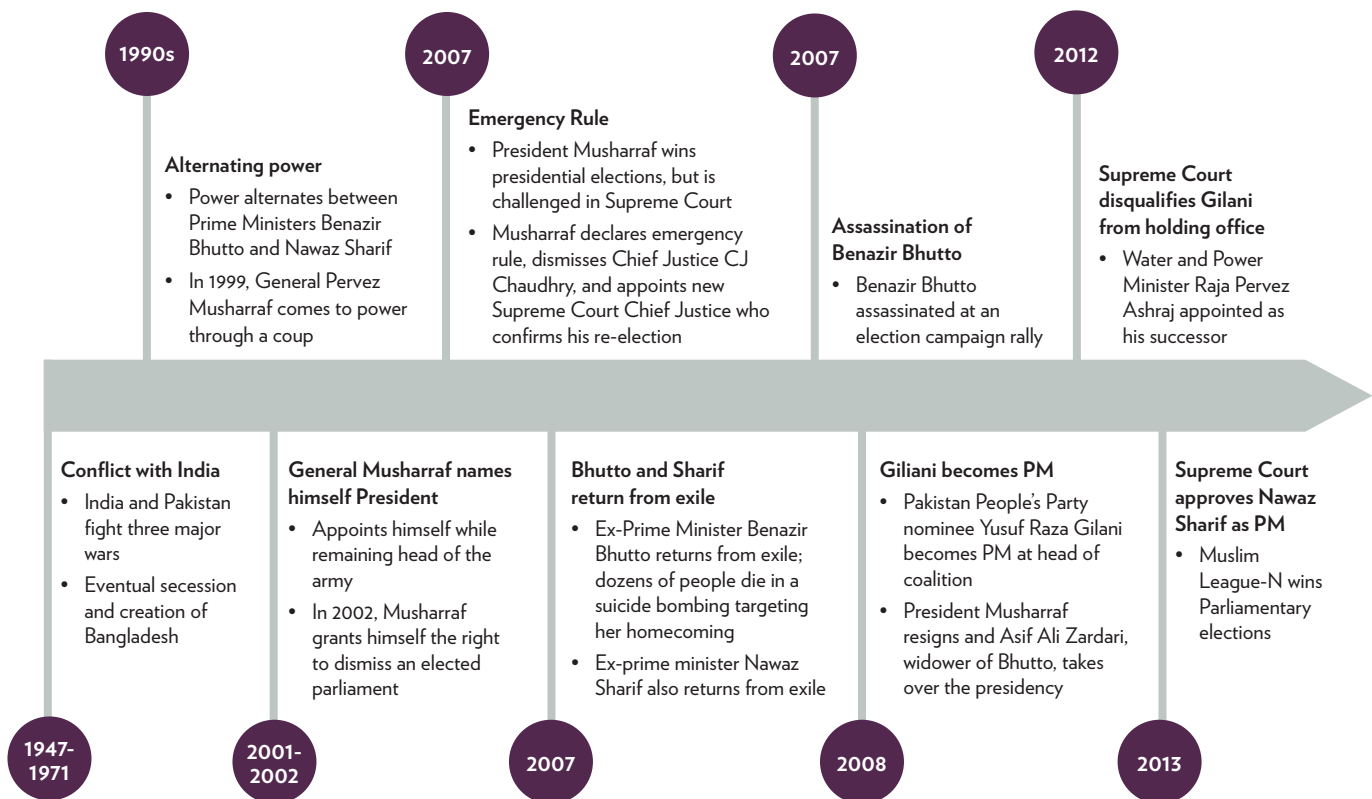 1990s
Alternating power
• Power alternates between
Prime Ministers Benazir
Bhutto and Nawaz Sharif
• In 1999, General Pervez
Musharraf comes to power
through a coup
2007
Emergency Rule
• President Musharraf wins
presidential elections, but is
challenged in Supreme Court
• Musharraf declares emergency
rule, dismisses Chief Justice CJ
Chaudhry, and appoints new
Supreme Court Chief Justice who
confirms his re-election
2007
Assassination of
Benazir Bhutto
• Benazir Bhutto
assassinated at an
election campaign rally
2012
Supreme Court
disqualifies Gilani
from holding office
• Water and Power
Minister Raja Pervez
Ashraj appointed as
his successor
Conflict with India
• India and Pakistan
fight three major
wars
• Eventual secession
and creation of
Bangladesh
1947-
1971
General Musharraf names
himself President
• Appoints himself while
remaining head of the
army
• In 2002, Musharraf
grants himself the right
to dismiss an elected
parliament
2001-
2002
Bhutto and Sharif
return from exile
• Ex-Prime Minister Benazir
Bhutto returns from exile;
dozens of people die in a
suicide bombing targeting
her homecoming
• Ex-prime minister Nawaz
Sharif also returns from exile
2007
Giliani becomes PM
• Pakistan People's Party
nominee Yusuf Raza Gilani
becomes PM at head of
coalition
• President Musharraf
resigns and Asif Ali Zardari,
widower of Bhutto, takes
over the presidency
2008
Supreme Court
approves Nawaz
Sharif as PM
• Muslim
League-N wins
Parliamentary
elections
2013